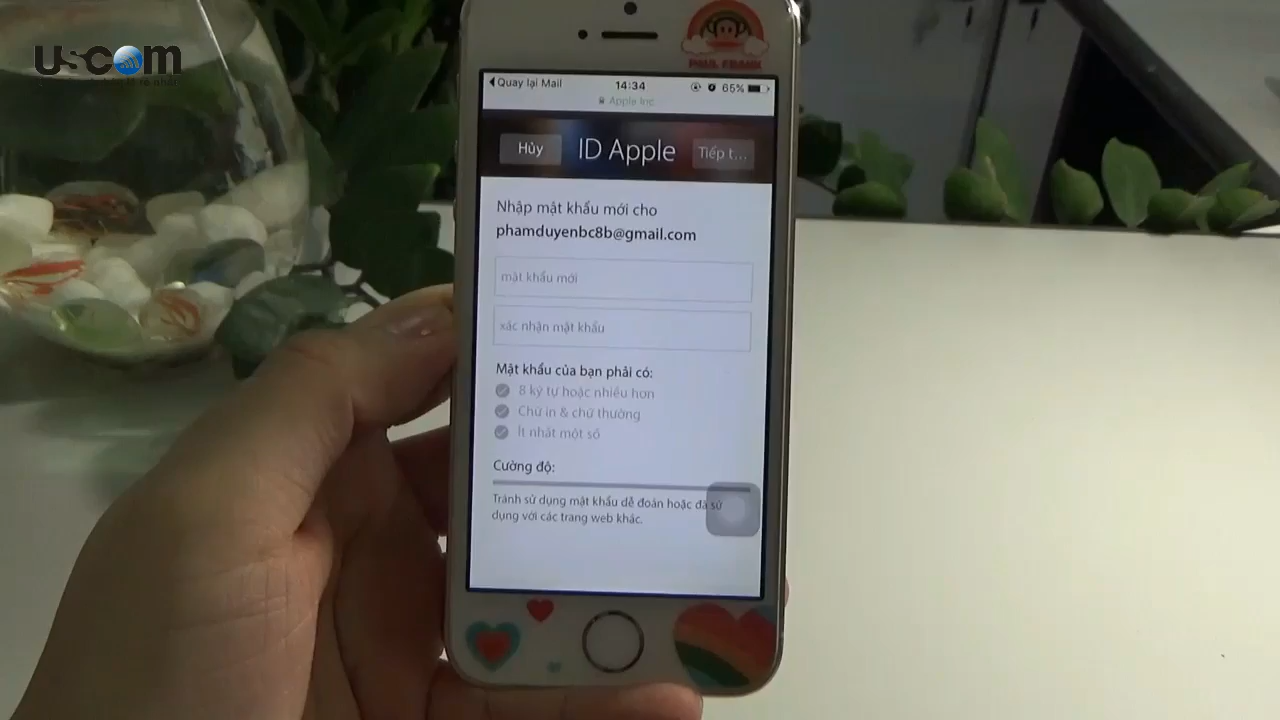 USCOM
PAUL FRANK
Quay lại Mail 14:34 65%
Apple Inc.
Hủy ID Apple Tiếp t...
Nhập mật khẩu mới cho
phamduyenbc8b@gmail.com
mật khẩu mới
xác nhận mật khẩu
Mật khẩu của bạn phải có:
8 ký tự hoặc nhiều hơn
Chữ in & chữ thường
Ít nhất một số
Cường độ:
Tránh sử dụng mật khẩu dễ đoán hoặc đã sử
dụng với các trang web khác.